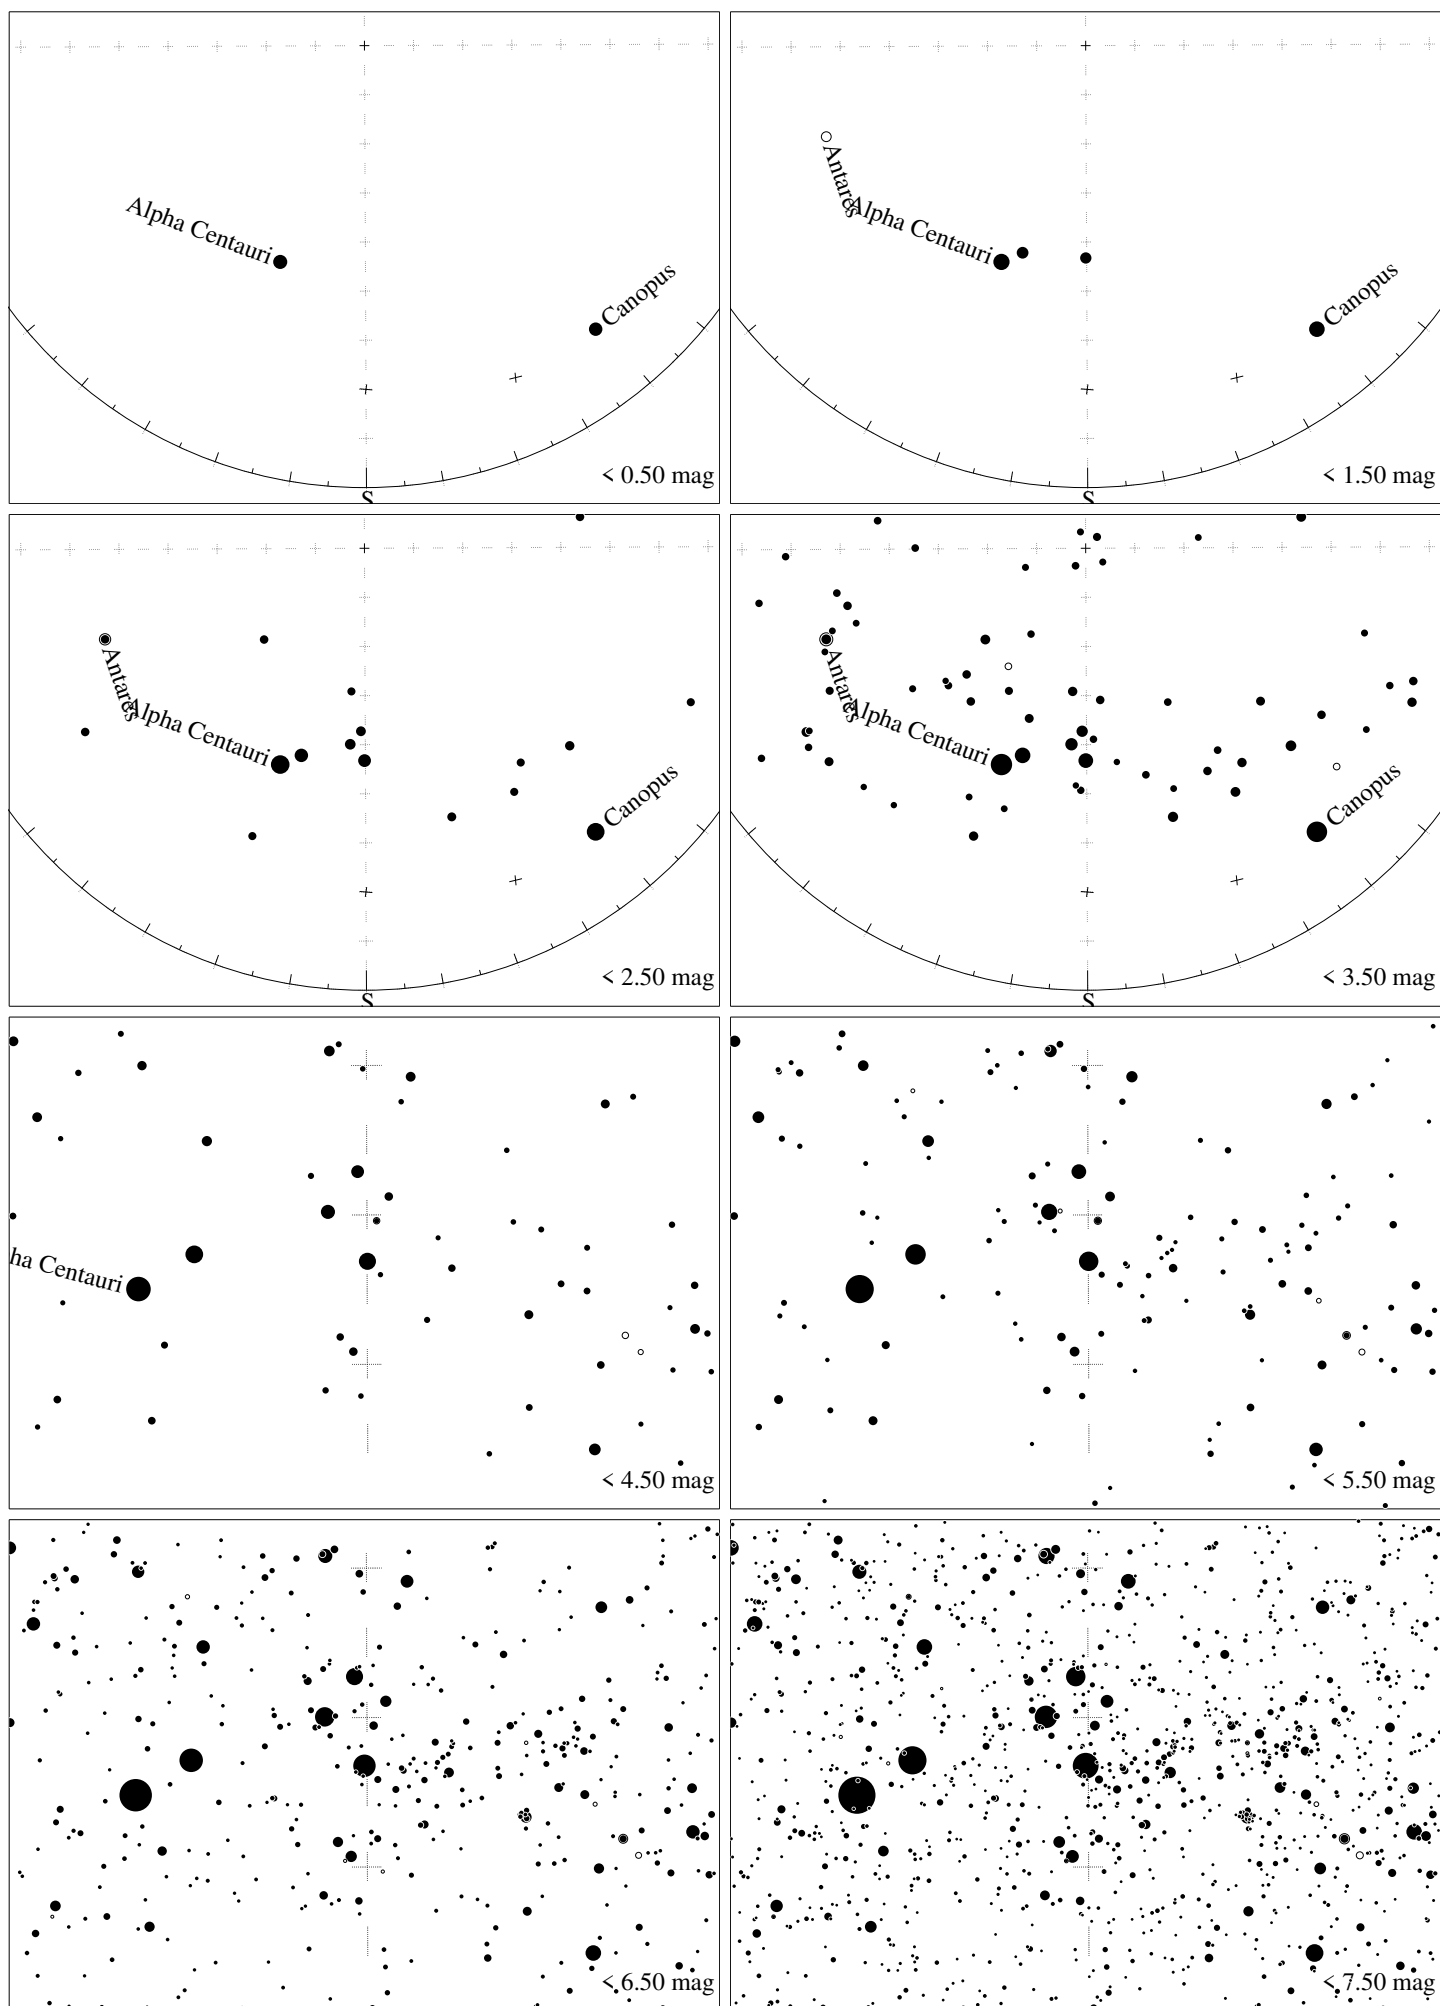 Alpha Centauri
Canopus
< 0.50 mag
S
Antares
Alpha Centauri
Canopus
< 1.50 mag
S
Antares
Alpha Centauri
Canopus
< 2.50 mag
S
Antares
Alpha Centauri
Canopus
< 3.50 mag
S
ha Centauri
< 4.50 mag
< 5.50 mag
< 6.50 mag
< 7.50 mag